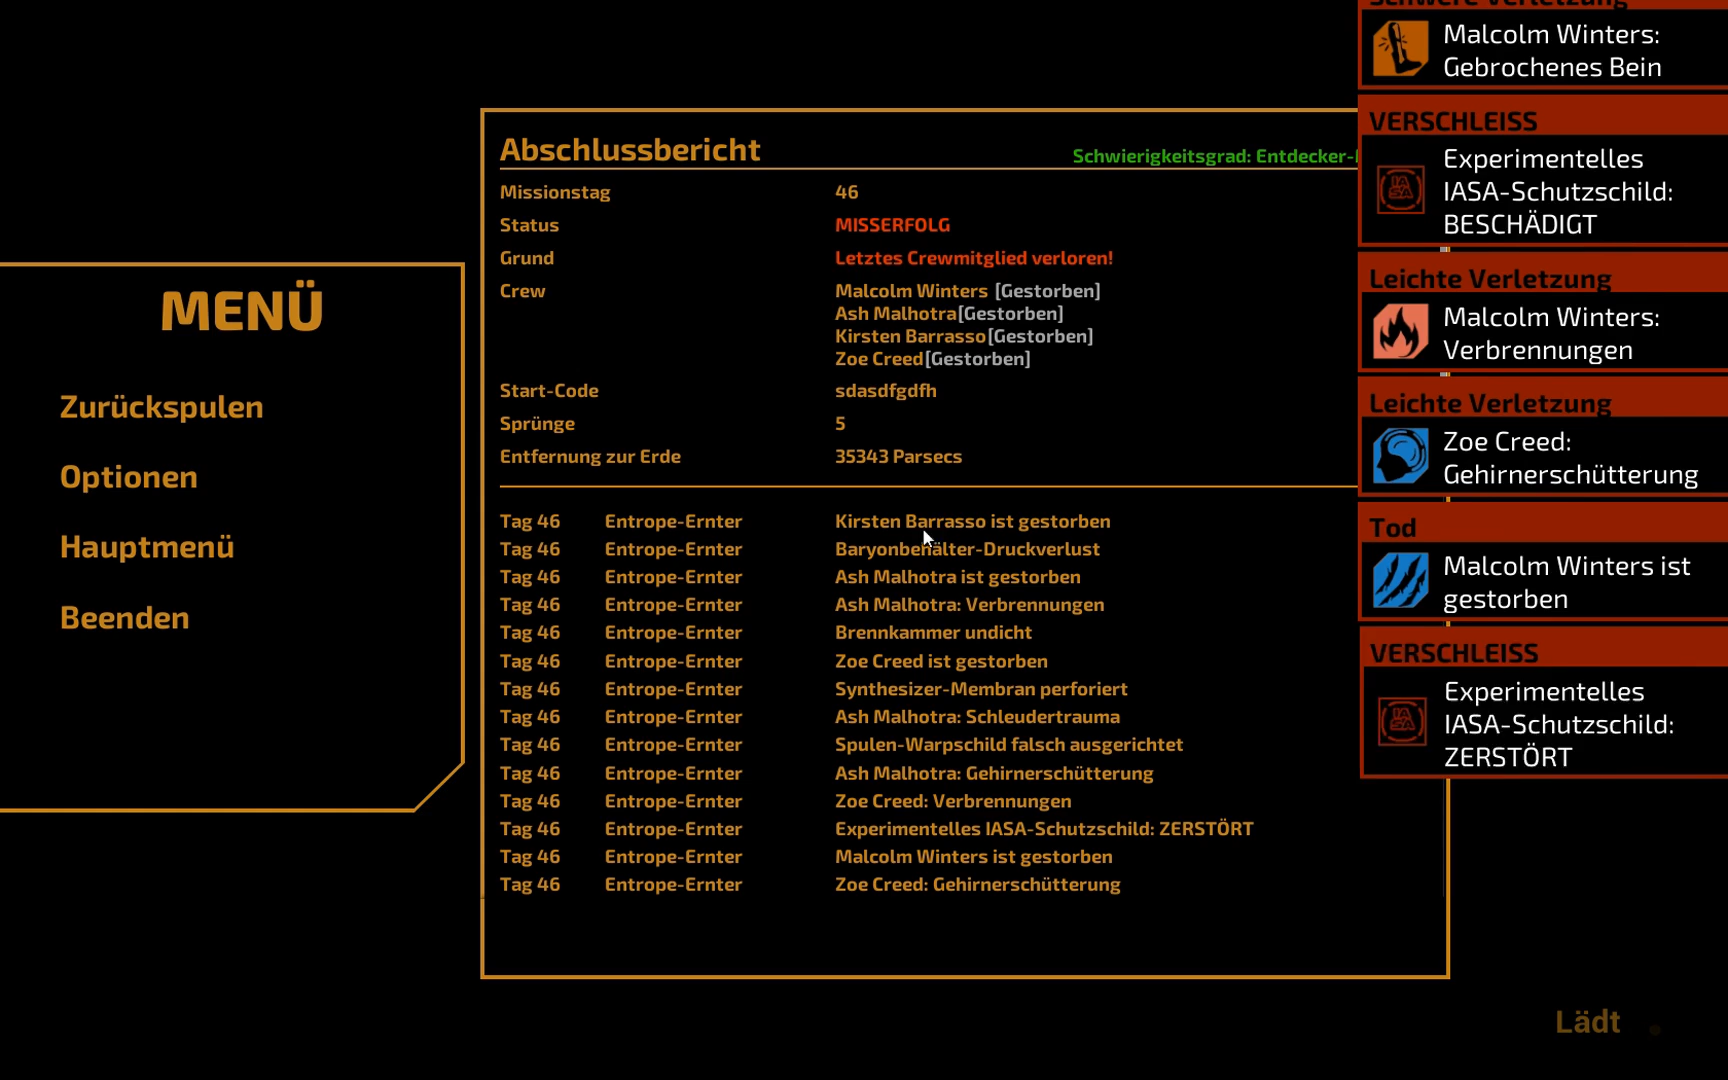 MENÜ
Zurückspulen
Optionen
Hauptmenü
Beenden
Abschlussbericht
Schwierigkeitsgrad: Entdecker-
Missionstag 46
Status MISSERFOLG
Grund Letztes Crewmitglied verloren!
Crew Malcolm Winters [Gestorben]
Ash Malhotra[Gestorben]
Kirsten Barrasso[Gestorben]
Zoe Creed[Gestorben]
Start-Code sdasdfgdfh
Sprünge 5
Entfernung zur Erde 35343 Parsecs
Tag 46 Entrope-Ernter Kirsten Barrasso ist gestorben
Tag 46 Entrope-Ernter Baryonbehälter-Druckverlust
Tag 46 Entrope-Ernter Ash Malhotra ist gestorben
Tag 46 Entrope-Ernter Ash Malhotra: Verbrennungen
Tag 46 Entrope-Ernter Brennkammer undicht
Tag 46 Entrope-Ernter Zoe Creed ist gestorben
Tag 46 Entrope-Ernter Synthesizer-Membran perforiert
Tag 46 Entrope-Ernter Ash Malhotra: Schleudertrauma
Tag 46 Entrope-Ernter Spulen-Warpschild falsch ausgerichtet
Tag 46 Entrope-Ernter Ash Malhotra: Gehirnerschütterung
Tag 46 Entrope-Ernter Zoe Creed: Verbrennungen
Tag 46 Entrope-Ernter Experimentelles IASA-Schutzschild: ZERSTÖRT
Tag 46 Entrope-Ernter Malcolm Winters ist gestorben
Tag 46 Entrope-Ernter Zoe Creed: Gehirnerschütterung
Schwere Verletzung
Malcolm Winters:
Gebrochenes Bein
VERSCHLEISS
Experimentelles
IASA-Schutzschild:
BESCHÄDIGT
Leichte Verletzung
Malcolm Winters:
Verbrennungen
Leichte Verletzung
Zoe Creed:
Gehirnerschütterung
Tod
Malcolm Winters ist
gestorben
VERSCHLEISS
Experimentelles
IASA-Schutzschild:
ZERSTÖRT
Lädt .